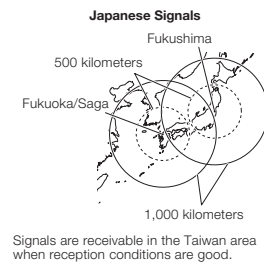 Japanese Signals
Fukushima
500 kilometers
Fukuoka/Saga
1,000 kilometers
Signals are receivable in the Taiwan area
when reception conditions are good.